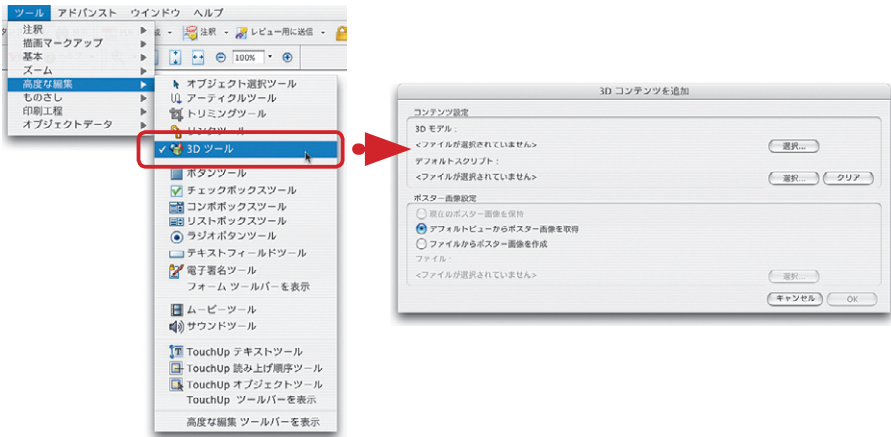 ツール アドバンスト ウインドウ ヘルプ
注釈 レビュー用に送信
100%
注釈
描画マークアップ
基本
ズーム
高度な編集
ものさし
印刷工程
オブジェクトデータ
オブジェクト選択ツール
アーティクルツール
トリミングツール
リンクツール
✓ 3D ツール
ボタンツール
チェックボックスツール
コンボボックスツール
リストボックスツール
ラジオボタンツール
テキストフィールドツール
電子署名ツール
フォーム ツールバーを表示
ムービーツール
サウンドツール
TouchUp テキストツール
TouchUp 読み上げ順序ツール
TouchUp オブジェクトツール
TouchUp ツールバーを表示
高度な編集 ツールバーを表示
3D コンテンツを追加
コンテンツ設定
3D モデル :
<ファイルが選択されていません> 選択...
デフォルトスクリプト :
<ファイルが選択されていません> 選択... クリア
ポスター画像設定
現在のポスター画像を保持
デフォルトビューからポスター画像を取得
ファイルからポスター画像を作成
ファイル :
<ファイルが選択されていません> 選択...
キャンセル OK